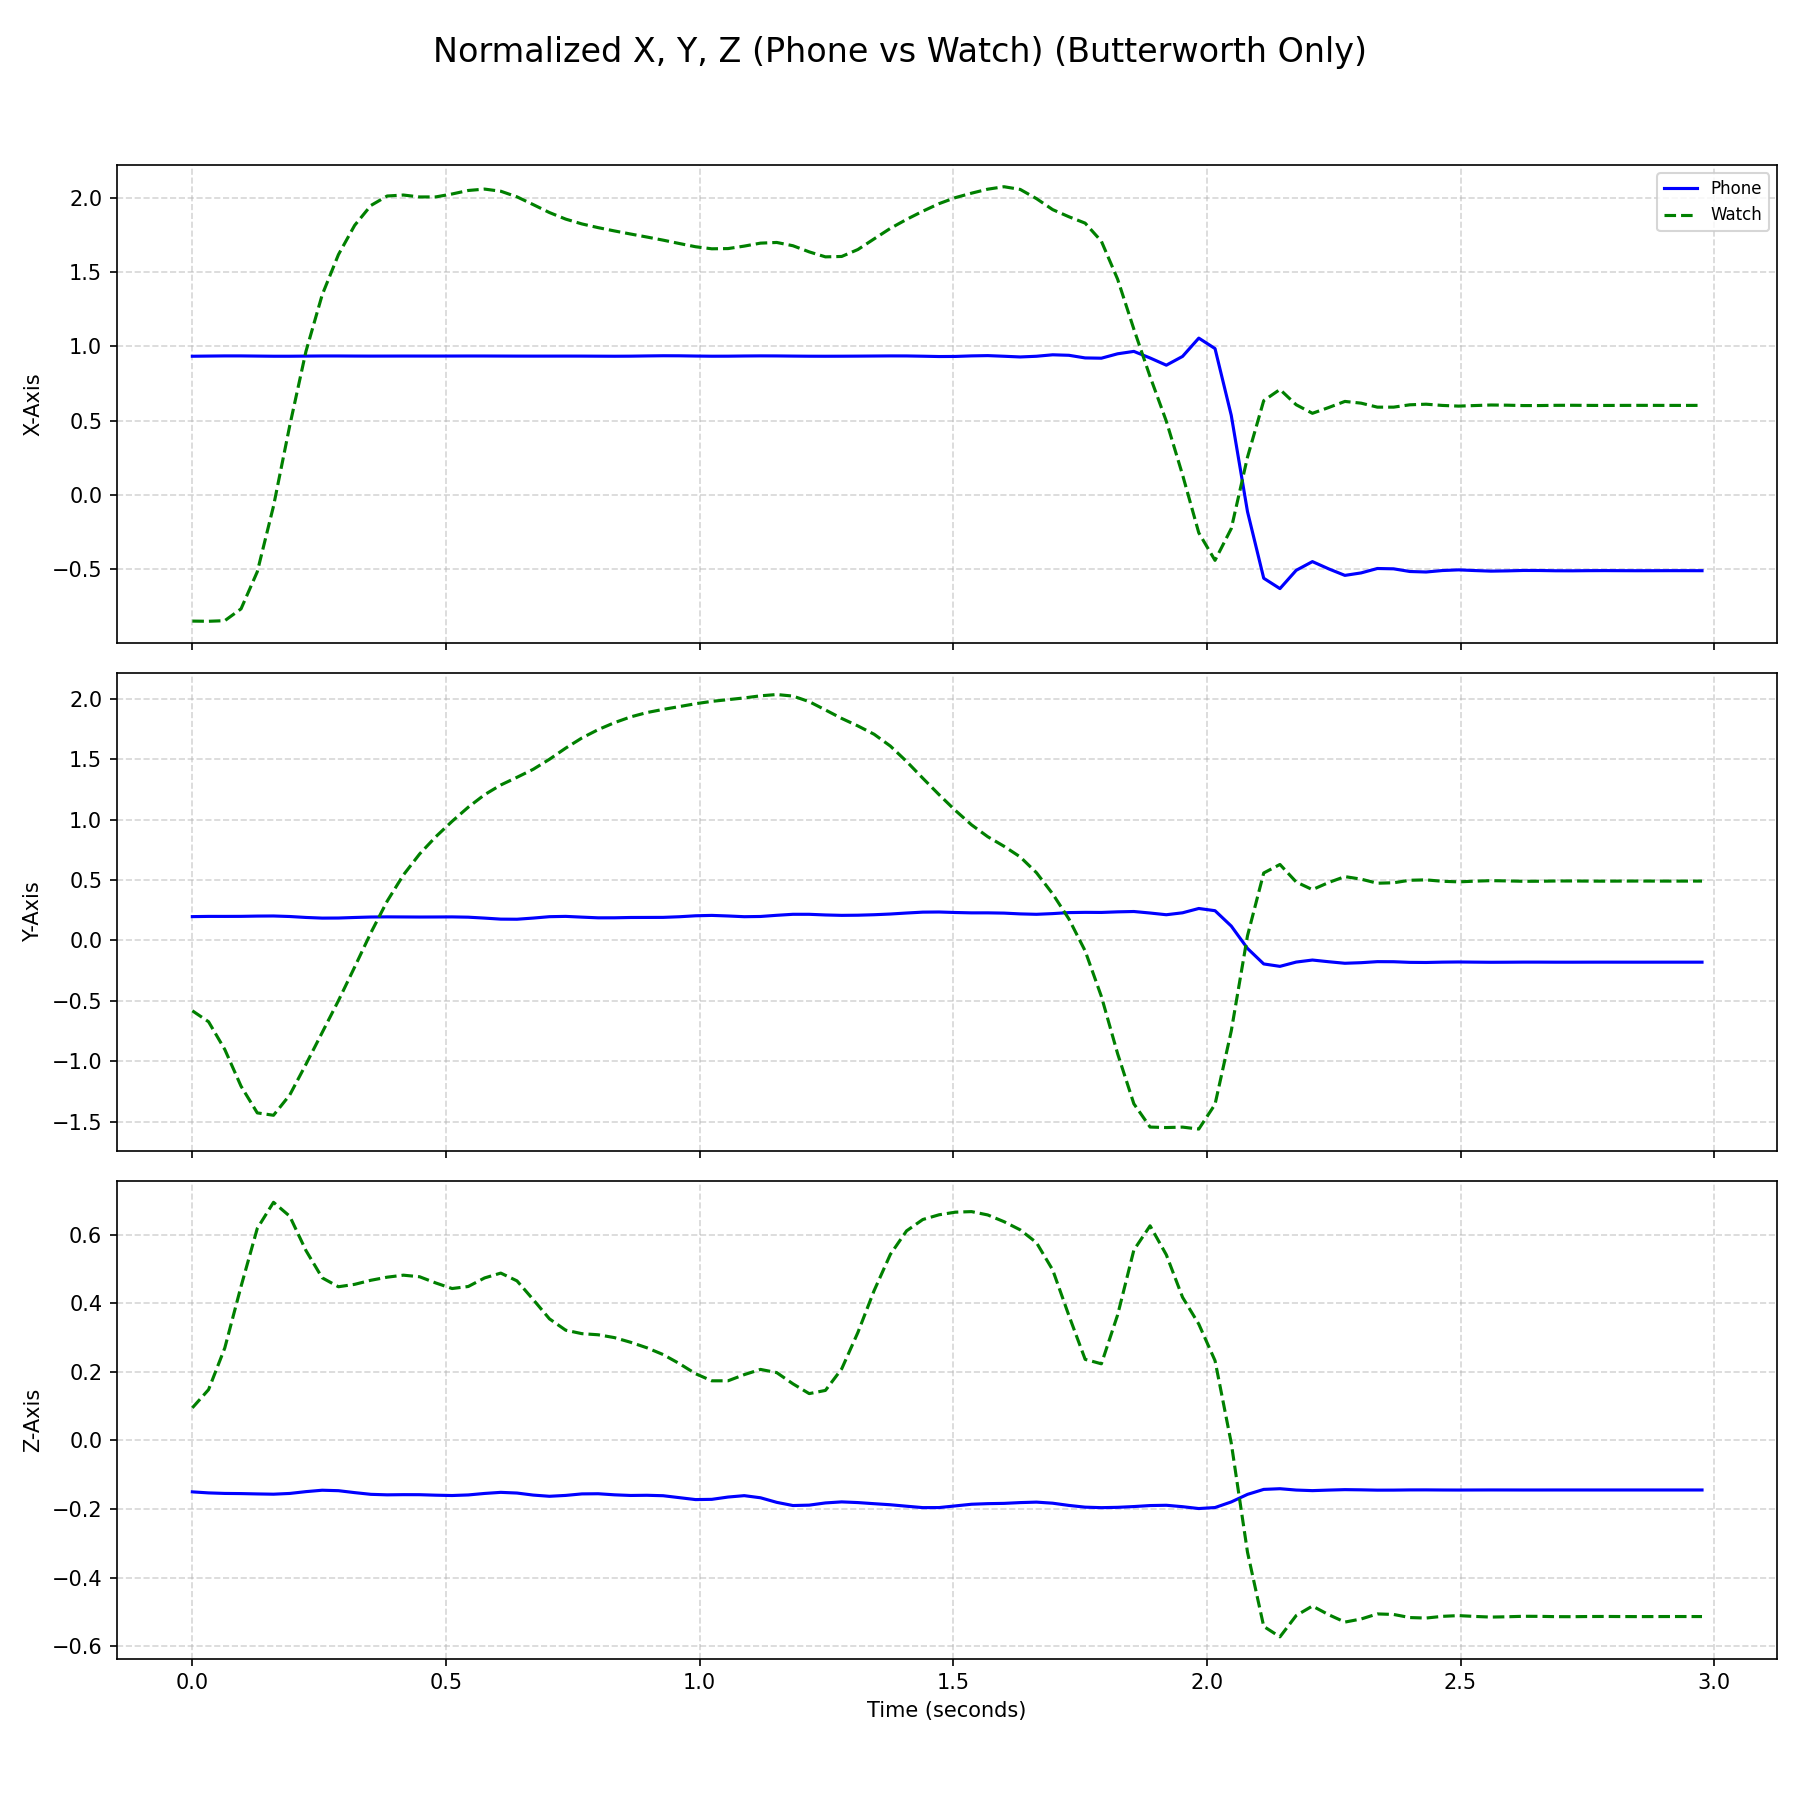 Normalized X, Y, Z (Phone vs Watch) (Butterworth Only)
Phone
Watch
X-Axis
2.0
1.5
1.0
0.5
0.0
−0.5
Y-Axis
2.0
1.5
1.0
0.5
0.0
−0.5
−1.0
−1.5
Z-Axis
0.6
0.4
0.2
0.0
−0.2
−0.4
−0.6
0.0 0.5 1.0 1.5 2.0 2.5 3.0
Time (seconds)